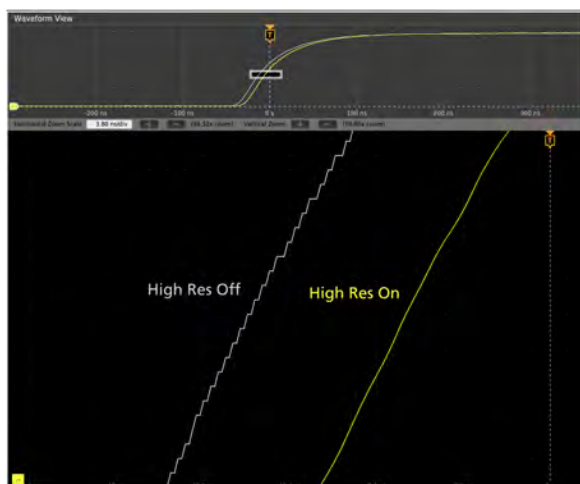 Waveform View
T
-200 ns -100 ns 0 s 100 ns 200 ns 300 ns
Horizontal Zoom Scale 3.80 ns/div Vertical Zoom
T
High Res Off High Res On